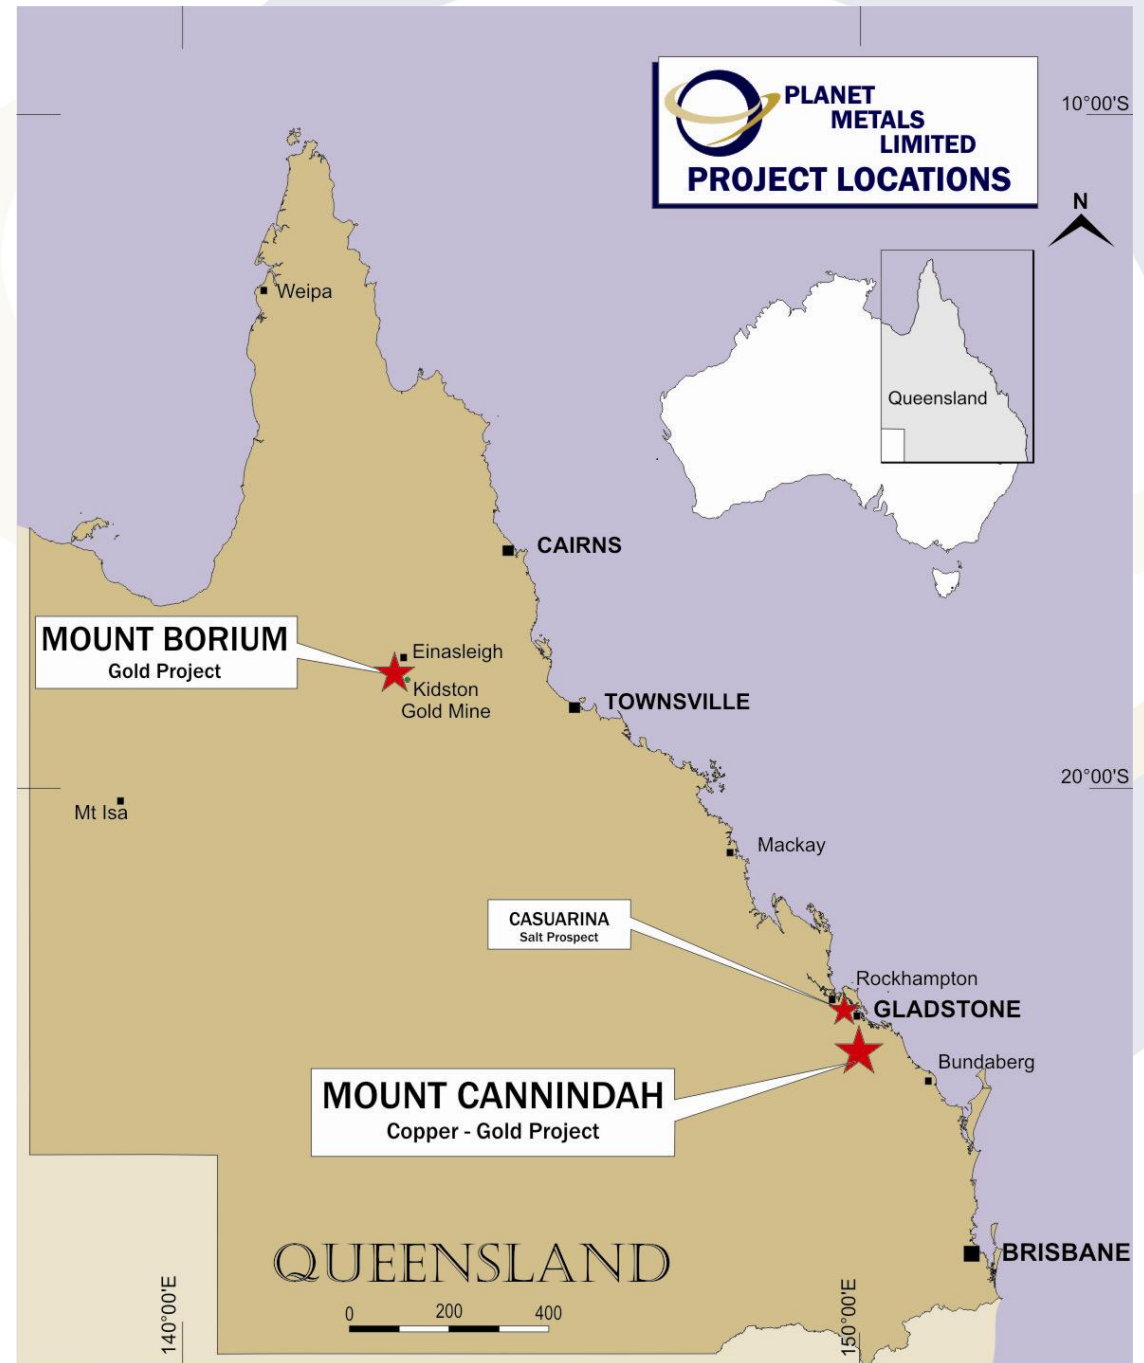 PLANET
METALS
LIMITED
PROJECT LOCATIONS
10°00'S
N
Weipa
Queensland
CAIRNS
MOUNT BORIUM
Gold Project
Einasleigh
Kidston
Gold Mine
TOWNSVILLE
20°00'S
Mt Isa
Mackay
CASUARINA
Salt Prospect
Rockhampton
GLADSTONE
Bundaberg
MOUNT CANNINDAH
Copper - Gold Project
QUEENSLAND
BRISBANE
0 200 400
140°00'E
150°00'E